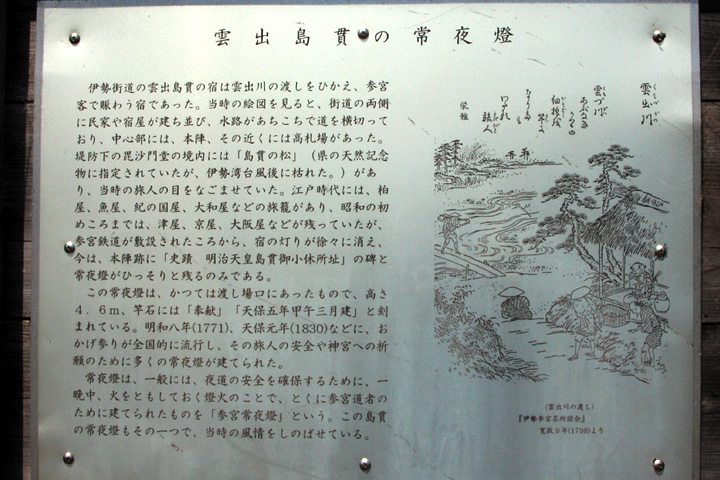 雲出島貫の常夜燈
伊勢街道の雲出島貫の宿は雲出川の渡しをひかえ、参宮
客で賑わう宿であった。当時の絵図を見ると、街道の両側
に民家や宿屋が建ち並び、水路があちこちで道を横切って
おり、中心部には、本陣、その近くには高札場があった。
堤防下の毘沙門堂の境内には「島貫の松」（県の天然記念
物に指定されていたが、伊勢湾台風後に枯れた。）があ
り、当時の旅人の目をなごませていた。江戸時代には、柏
屋、魚屋、紀の国屋、大和屋などの旅籠があり、昭和の初
めころまでは、津屋、京屋、大阪屋などが残っていたが、
参宮鉄道が敷設されたころから、宿の灯りが徐々に消え、
今は、本陣跡に「史蹟　明治天皇島貫御小休所址」の碑と
常夜燈がひっそりと残るのみである。
この常夜燈は、かつては渡し場口にあったもので、高さ
４．６ｍ、竿石には「奉献」「天保五年甲午三月建」と刻
まれている。明和八年(1771)、天保元年(1830)などに、お
かげ参りが全国的に流行し、その旅人の安全や神宮への祈
願のために多くの常夜燈が建てられた。
常夜燈は、一般には、夜道の安全を確保するために、一
晩中、火をともしておく燈火のことで、とくに参宮道者の
ために建てられたものを「参宮常夜燈」という。この島貫
の常夜燈もその一つで、当時の風情をしのばせている。
雲出川
雲づ川
旅人
(雲出川の渡し)
『伊勢参宮名所図会』
寛政９年(1798)より